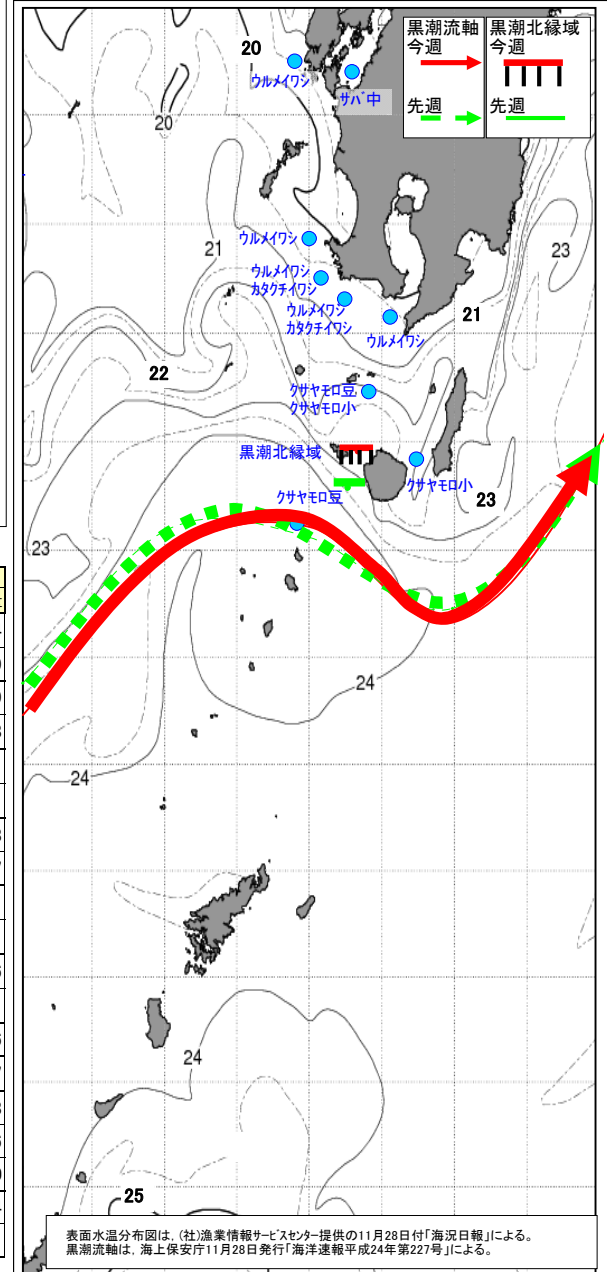 黒潮流軸
今週
先週
黒潮北縁域
今週
先週
20
ウルメイワシ
サバ中
20
23
ウルメイワシ
21
ウルメイワシ
カタクチイワシ
ウルメイワシ
カタクチイワシ
ウルメイワシ
21
22
クサヤモロ豆
クサヤモロ小
黒潮北縁域
クサヤモロ小
クサヤモロ豆
23
23
24
24
24
25
表面水温分布図は、(社)漁業情報サービスセンター提供の11月28日付「海況日報」による。
黒潮流軸は、海上保安庁11月28日発行「海洋速報平成24年第227号」による。